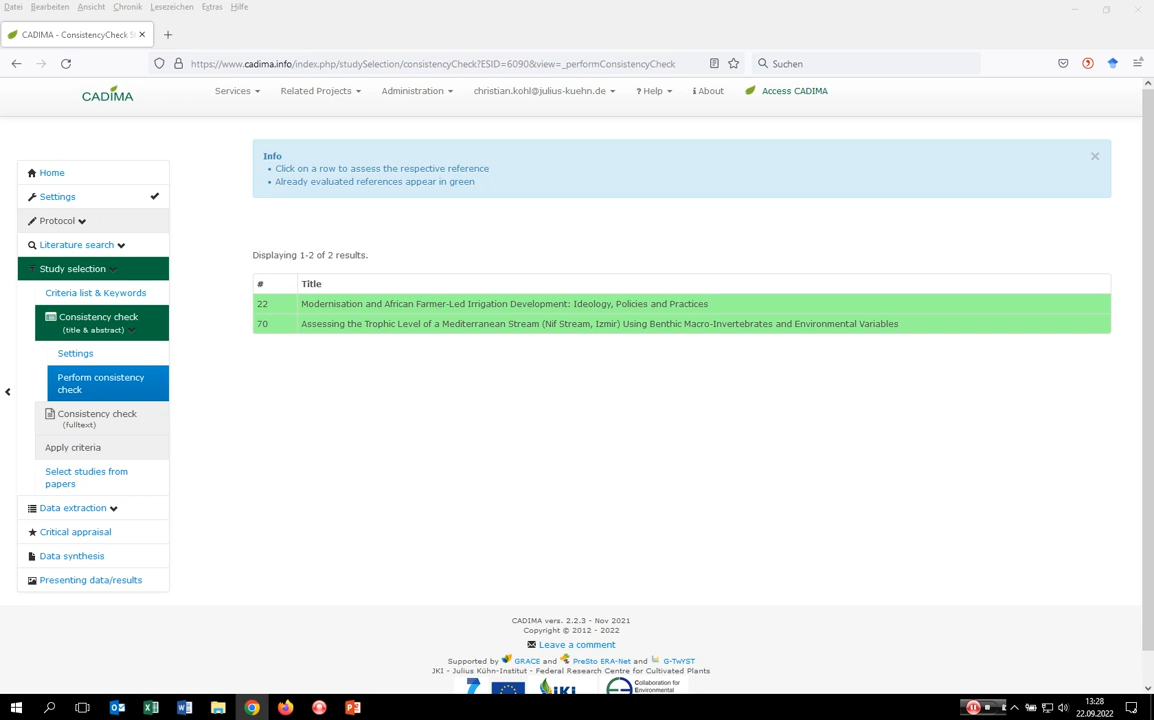 Datei Bearbeiten Ansicht Chronik Lesezeichen Extras Hilfe
CADIMA - ConsistencyCheck S
https://www.cadima.info/index.php/studySelection/consistencyCheck?ESID=6090&view=_performConsistencyCheck
Suchen
CADIMA
Services Related Projects Administration christian.kohl@julius-kuehn.de ? Help i About Access CADIMA
Info
• Click on a row to assess the respective reference
• Already evaluated references appear in green
Home
Settings
Protocol
Literature search
Study selection
Criteria list & Keywords
Consistency check
(title & abstract)
Settings
Perform consistency
check
Consistency check
(fulltext)
Apply criteria
Select studies from
papers
Data extraction
Critical appraisal
Data synthesis
Presenting data/results
Displaying 1-2 of 2 results.
# Title
22 Modernisation and African Farmer-Led Irrigation Development: Ideology, Policies and Practices
70 Assessing the Trophic Level of a Mediterranean Stream (Nif Stream, Izmir) Using Benthic Macro-Invertebrates and Environmental Variables
CADIMA vers. 2.2.3 - Nov 2021
Copyright © 2012 - 2022
Leave a comment
Supported by GRACE and PreSto ERA-Net and G-TwYST
JKI - Julius Kühn-Institut - Federal Research Centre for Cultivated Plants
7 JKI Collaboration for
Environmental
13:28
22.09.2022